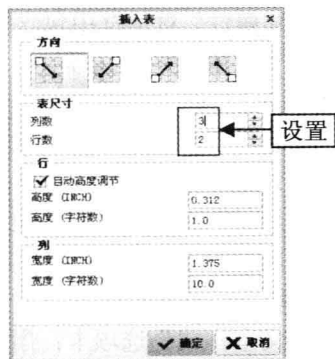 插入表
×
方向
表尺寸
列数 3
行数 2
设置
行
自动高度调节
高度 (INCH) 0.312
高度 (字符数) 1.0
列
宽度 (INCH) 1.375
宽度 (字符数) 10.0
确定 取消